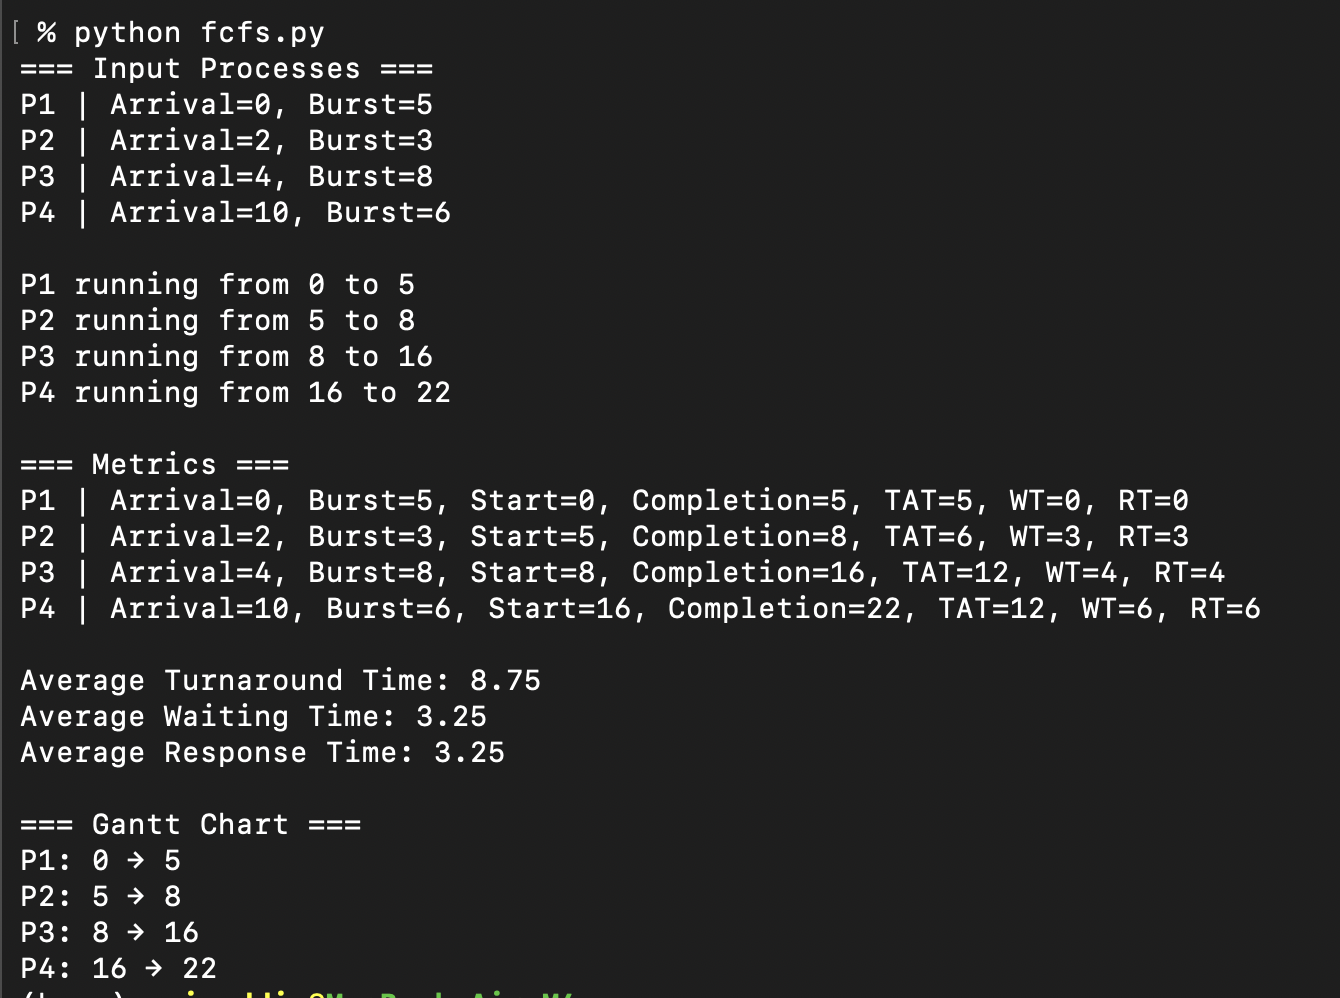 % python fcfs.py
=== Input Processes ===
P1 | Arrival=0, Burst=5
P2 | Arrival=2, Burst=3
P3 | Arrival=4, Burst=8
P4 | Arrival=10, Burst=6
P1 running from 0 to 5
P2 running from 5 to 8
P3 running from 8 to 16
P4 running from 16 to 22
=== Metrics ===
P1 | Arrival=0, Burst=5, Start=0, Completion=5, TAT=5, WT=0, RT=0
P2 | Arrival=2, Burst=3, Start=5, Completion=8, TAT=6, WT=3, RT=3
P3 | Arrival=4, Burst=8, Start=8, Completion=16, TAT=12, WT=4, RT=4
P4 | Arrival=10, Burst=6, Start=16, Completion=22, TAT=12, WT=6, RT=6
Average Turnaround Time: 8.75
Average Waiting Time: 3.25
Average Response Time: 3.25
=== Gantt Chart ===
P1: 0 → 5
P2: 5 → 8
P3: 8 → 16
P4: 16 → 22